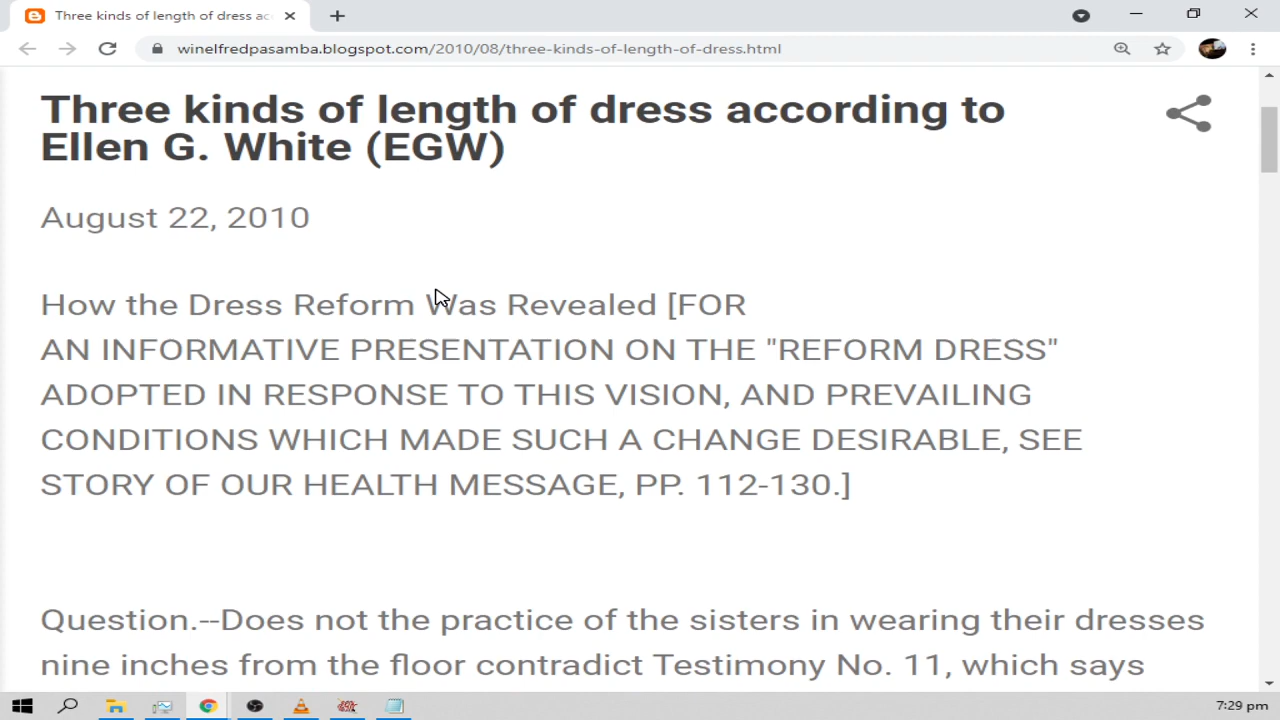 Three kinds of length of dress acc
winelfredpasamba.blogspot.com/2010/08/three-kinds-of-length-of-dress.html
Three kinds of length of dress according to
Ellen G. White (EGW)
August 22, 2010
How the Dress Reform Was Revealed [FOR
AN INFORMATIVE PRESENTATION ON THE "REFORM DRESS"
ADOPTED IN RESPONSE TO THIS VISION, AND PREVAILING
CONDITIONS WHICH MADE SUCH A CHANGE DESIRABLE, SEE
STORY OF OUR HEALTH MESSAGE, PP. 112-130.]
Question.--Does not the practice of the sisters in wearing their dresses
nine inches from the floor contradict Testimony No. 11, which says
7:29 pm